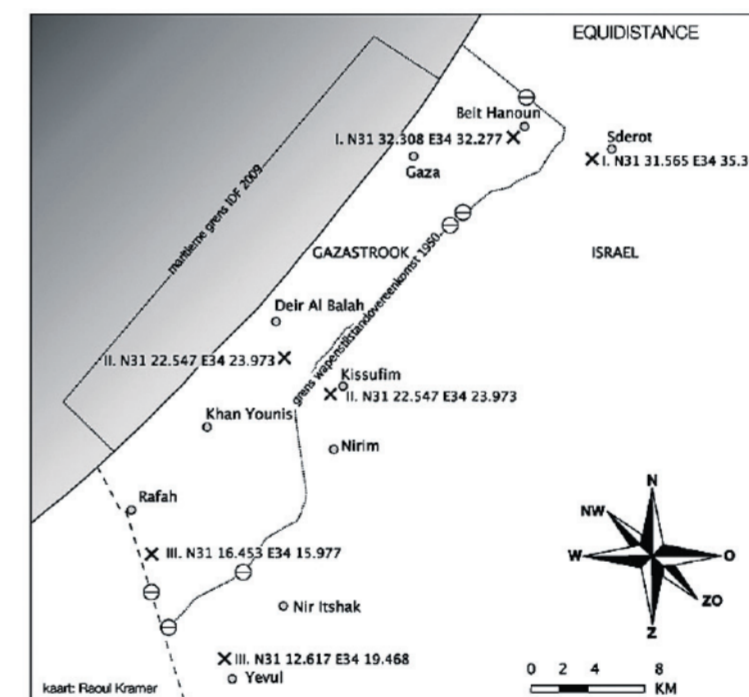 EQUIDISTANCE
Beit Hanoun
Sderot
I. N31 32.308 E34 32.277
I. N31 31.565 E34 35.3
Gaza
maritieme grens IDF 2009
GAZASTROOK
ISRAEL
grens wapenstilstandovereenkomst 1950
Deir Al Balah
II. N31 22.547 E34 23.973
Kissufim
II. N31 22.547 E34 23.973
Khan Younis
Nirim
Rafah
N
NW
W
O
ZO
Z
III. N31 16.453 E34 15.977
Nir Itshak
III. N31 12.617 E34 19.468
Yevul
0 2 4 8
KM
kaart: Raoul Kramer